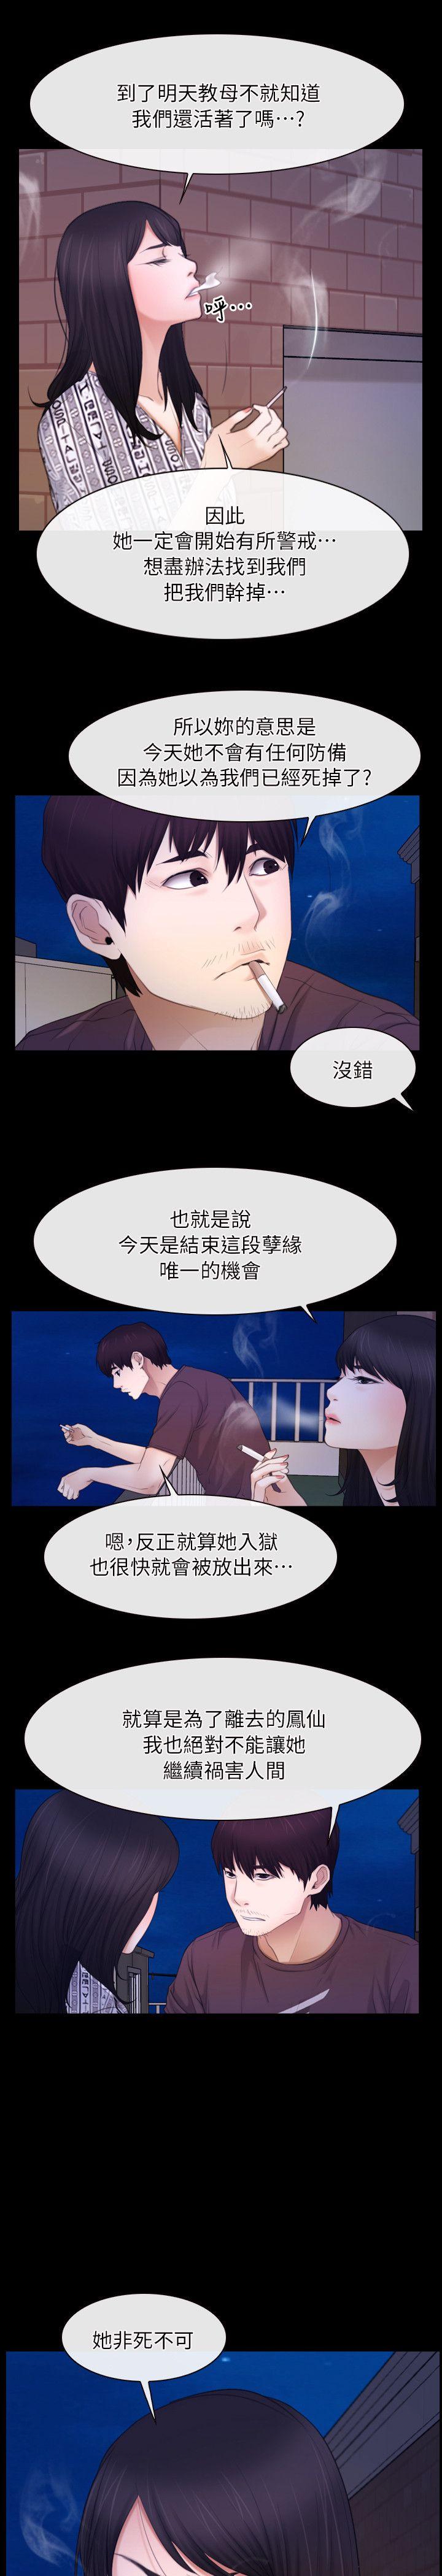 到了明天教母不就知道
我們還活著了嗎…?
呼…
因此
她一定會開始有所警戒…
想盡辦法找到我們
把我們幹掉…
所以妳的意思是
今天她不會有任何防備
因為她以為我們已經死掉了?
沒錯
也就是說
今天是結束這段孽緣
唯一的機會
嗯,反正就算她入獄
也很快就會被放出來…
就算是為了離去的鳳仙
我也絕對不能讓她
繼續禍害人間
她非死不可